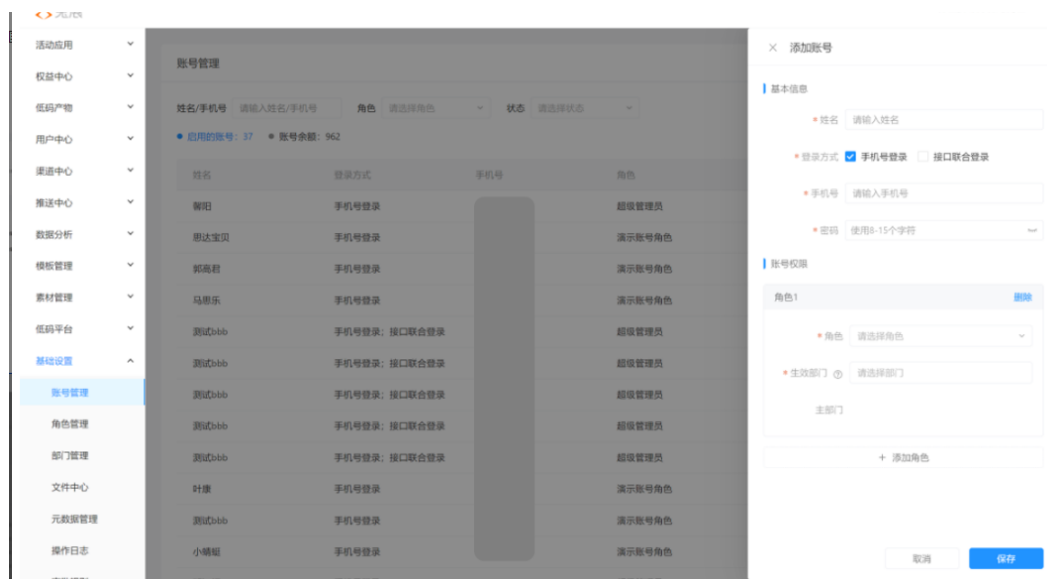 活动应用
权益中心
低码产物
用户中心
渠道中心
推送中心
数据分析
模板管理
素材管理
低码平台
基础设置
账号管理
角色管理
部门管理
文件中心
元数据管理
操作日志
账号管理
姓名/手机号 请输入姓名/手机号 角色 请选择角色 状态 请选择状态
启用的账号: 37 账号余额: 962
姓名 登录方式 手机号 角色
馨阳 手机号登录 超级管理员
思达宝贝 手机号登录 演示账号角色
郭高君 手机号登录 演示账号角色
马思乐 手机号登录 演示账号角色
测试bbb 手机号登录; 接口联合登录 超级管理员
测试bbb 手机号登录; 接口联合登录 超级管理员
测试bbb 手机号登录; 接口联合登录 超级管理员
测试bbb 手机号登录; 接口联合登录 超级管理员
测试bbb 手机号登录; 接口联合登录 超级管理员
叶康 手机号登录 演示账号角色
测试bbb 手机号登录 演示账号角色
小蜻蜓 手机号登录 演示账号角色
添加账号
基本信息
* 姓名 请输入姓名
* 登录方式 手机号登录 接口联合登录
* 手机号 请输入手机号
* 密码 使用8-15个字符
账号权限
角色1 删除
* 角色 请选择角色
* 生效部门 请选择部门
主部门
+ 添加角色
取消 保存